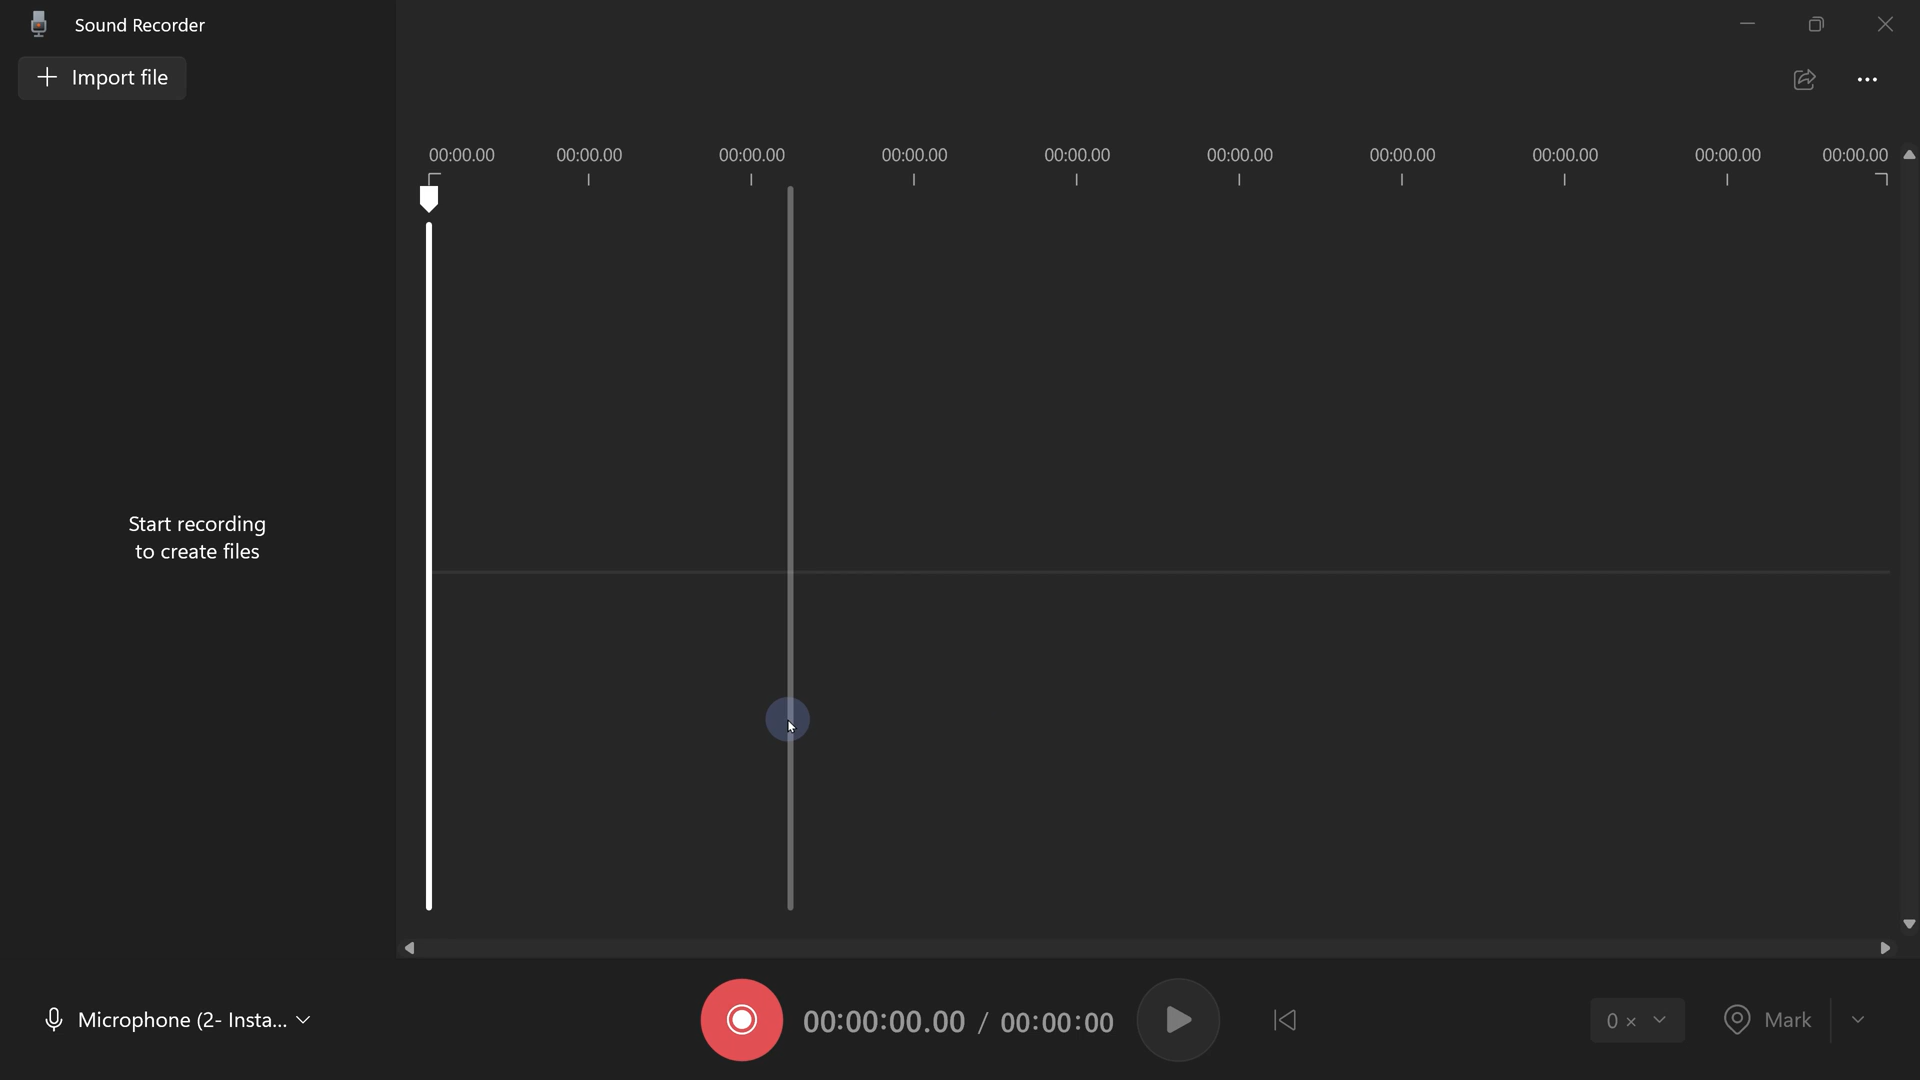 Sound Recorder
Import file
00:00.00 00:00.00 00:00.00 00:00.00 00:00.00 00:00.00 00:00.00 00:00.00 00:00.00 00:00.00
Start recording
to create files
Microphone (2- Insta...
00:00:00.00 / 00:00:00
0 ×
Mark